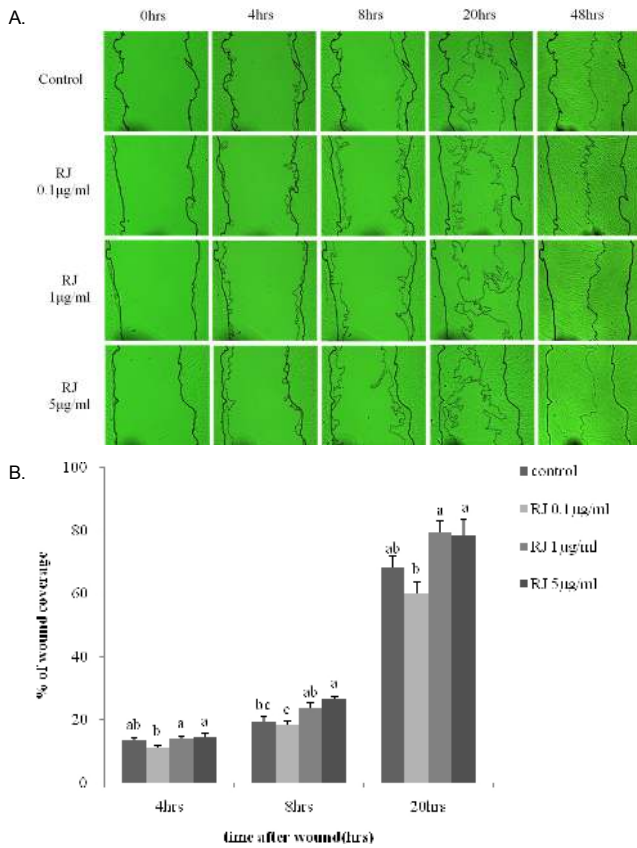 A.
0hrs 4hrs 8hrs 20hrs 48hrs
Control
RJ
0.1μg/ml
RJ
1μg/ml
RJ
5μg/ml
B.
100
80
60
40
20
0
% of wound coverage
ab b a a
bc c ab a
ab b a a
4hrs 8hrs 20hrs
time after wound(hrs)
control
RJ 0.1μg/ml
RJ 1μg/ml
RJ 5μg/ml